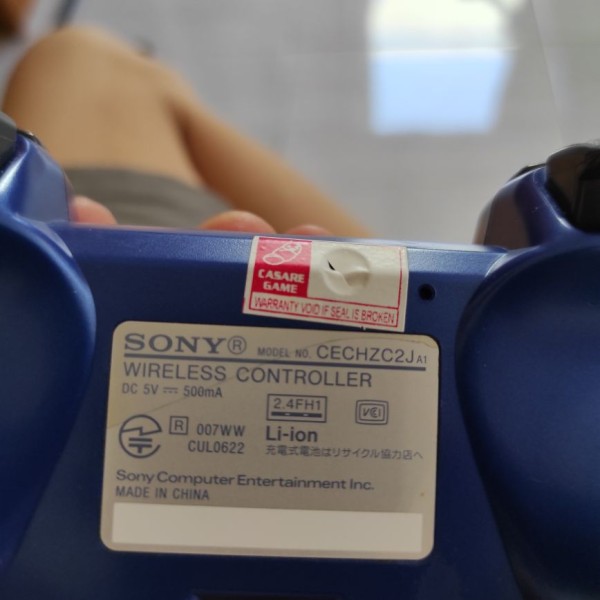 CASARE
GAME
WARRANTY VOID IF SEAL IS BROKEN
SONY® MODEL NO. CECHZC2J A1
WIRELESS CONTROLLER
DC 5V ⎓ 500mA
2.4FH1 VCI
R 007WW
CUL0622
Li-ion
充電式電池はリサイクル協力店へ
Sony Computer Entertainment Inc.
MADE IN CHINA